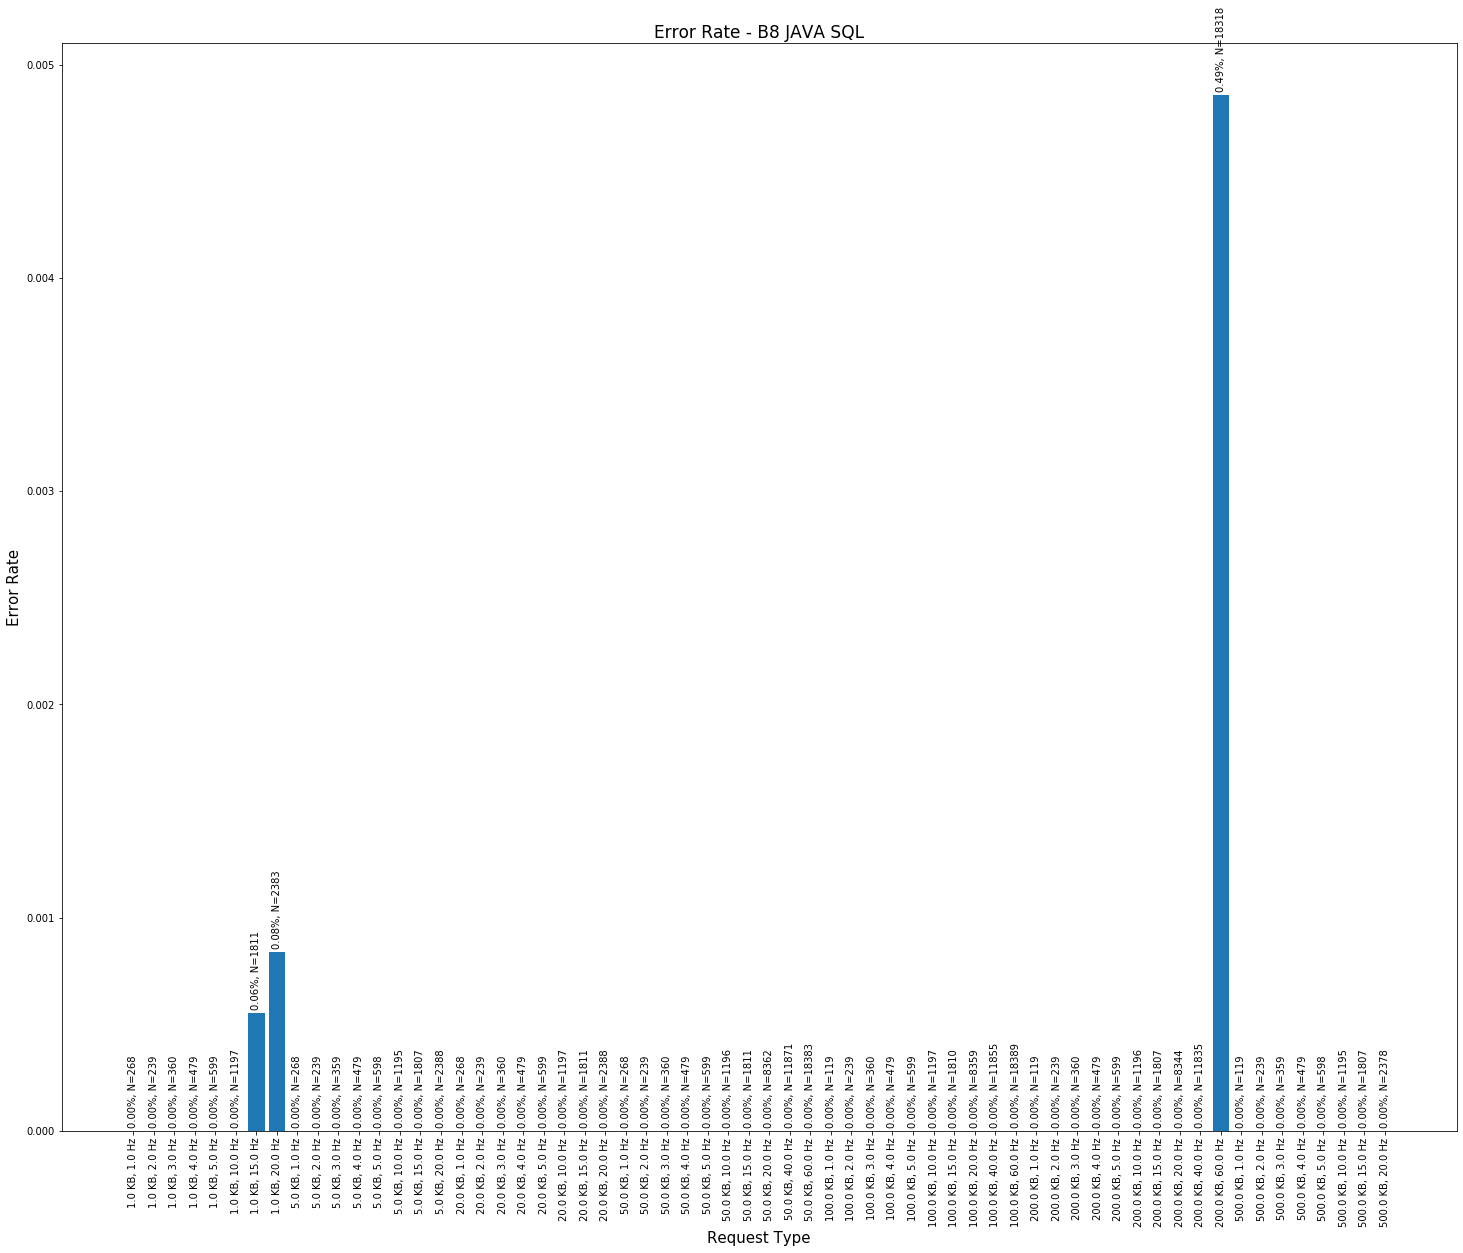 Error Rate - B8 JAVA SQL
Error Rate
0.005
0.004
0.003
0.002
0.001
0.000
0.00%, N=268
0.00%, N=239
0.00%, N=360
0.00%, N=479
0.00%, N=599
0.00%, N=1197
0.06%, N=1811
0.08%, N=2383
0.00%, N=268
0.00%, N=239
0.00%, N=359
0.00%, N=479
0.00%, N=598
0.00%, N=1195
0.00%, N=1807
0.00%, N=2388
0.00%, N=268
0.00%, N=239
0.00%, N=360
0.00%, N=479
0.00%, N=599
0.00%, N=1197
0.00%, N=1811
0.00%, N=2388
0.00%, N=268
0.00%, N=239
0.00%, N=360
0.00%, N=479
0.00%, N=599
0.00%, N=1196
0.00%, N=1811
0.00%, N=8362
0.00%, N=11871
0.00%, N=18383
0.00%, N=119
0.00%, N=239
0.00%, N=360
0.00%, N=479
0.00%, N=599
0.00%, N=1197
0.00%, N=1810
0.00%, N=8359
0.00%, N=11855
0.00%, N=18389
0.00%, N=119
0.00%, N=239
0.00%, N=360
0.00%, N=479
0.00%, N=599
0.00%, N=1196
0.00%, N=1807
0.00%, N=8344
0.00%, N=11835
0.49%, N=18318
0.00%, N=119
0.00%, N=239
0.00%, N=359
0.00%, N=479
0.00%, N=598
0.00%, N=1195
0.00%, N=1807
0.00%, N=2378
1.0 KB, 1.0 Hz
1.0 KB, 2.0 Hz
1.0 KB, 3.0 Hz
1.0 KB, 4.0 Hz
1.0 KB, 5.0 Hz
1.0 KB, 10.0 Hz
1.0 KB, 15.0 Hz
1.0 KB, 20.0 Hz
5.0 KB, 1.0 Hz
5.0 KB, 2.0 Hz
5.0 KB, 3.0 Hz
5.0 KB, 4.0 Hz
5.0 KB, 5.0 Hz
5.0 KB, 10.0 Hz
5.0 KB, 15.0 Hz
5.0 KB, 20.0 Hz
20.0 KB, 1.0 Hz
20.0 KB, 2.0 Hz
20.0 KB, 3.0 Hz
20.0 KB, 4.0 Hz
20.0 KB, 5.0 Hz
20.0 KB, 10.0 Hz
20.0 KB, 15.0 Hz
20.0 KB, 20.0 Hz
50.0 KB, 1.0 Hz
50.0 KB, 2.0 Hz
50.0 KB, 3.0 Hz
50.0 KB, 4.0 Hz
50.0 KB, 5.0 Hz
50.0 KB, 10.0 Hz
50.0 KB, 15.0 Hz
50.0 KB, 20.0 Hz
50.0 KB, 40.0 Hz
50.0 KB, 60.0 Hz
100.0 KB, 1.0 Hz
100.0 KB, 2.0 Hz
100.0 KB, 3.0 Hz
100.0 KB, 4.0 Hz
100.0 KB, 5.0 Hz
100.0 KB, 10.0 Hz
100.0 KB, 15.0 Hz
100.0 KB, 20.0 Hz
100.0 KB, 40.0 Hz
100.0 KB, 60.0 Hz
200.0 KB, 1.0 Hz
200.0 KB, 2.0 Hz
200.0 KB, 3.0 Hz
200.0 KB, 4.0 Hz
200.0 KB, 5.0 Hz
200.0 KB, 10.0 Hz
200.0 KB, 15.0 Hz
200.0 KB, 20.0 Hz
200.0 KB, 40.0 Hz
200.0 KB, 60.0 Hz
500.0 KB, 1.0 Hz
500.0 KB, 2.0 Hz
500.0 KB, 3.0 Hz
500.0 KB, 4.0 Hz
500.0 KB, 5.0 Hz
500.0 KB, 10.0 Hz
500.0 KB, 15.0 Hz
500.0 KB, 20.0 Hz
Request Type